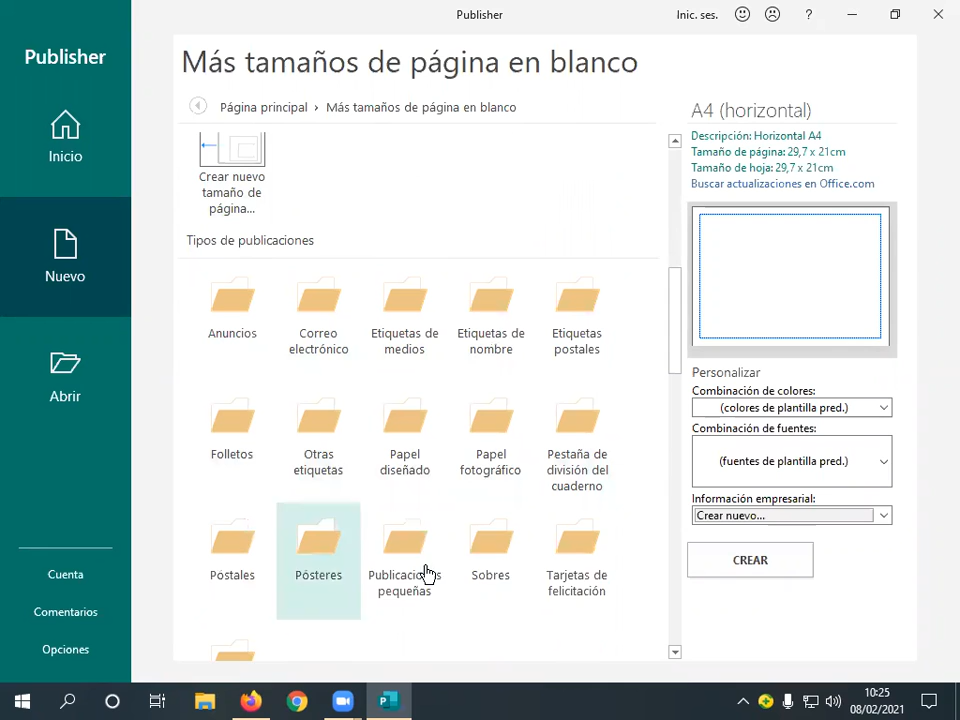 Publisher
Inic. ses.
?
Publisher
Inicio
Nuevo
Abrir
Cuenta
Comentarios
Opciones
Más tamaños de página en blanco
Página principal › Más tamaños de página en blanco
Crear nuevo
tamaño de
página...
Tipos de publicaciones
Anuncios
Correo
electrónico
Etiquetas de
medios
Etiquetas de
nombre
Etiquetas
postales
Folletos
Otras
etiquetas
Papel
diseñado
Papel
fotográfico
Pestaña de
división del
cuaderno
Postales
Pósteres
Publicaciones
pequeñas
Sobres
Tarjetas de
felicitación
A4 (horizontal)
Descripción: Horizontal A4
Tamaño de página: 29,7 x 21cm
Tamaño de hoja: 29,7 x 21cm
Buscar actualizaciones en Office.com
Personalizar
Combinación de colores:
(colores de plantilla pred.)
Combinación de fuentes:
(fuentes de plantilla pred.)
Información empresarial:
Crear nuevo...
CREAR
10:25
08/02/2021